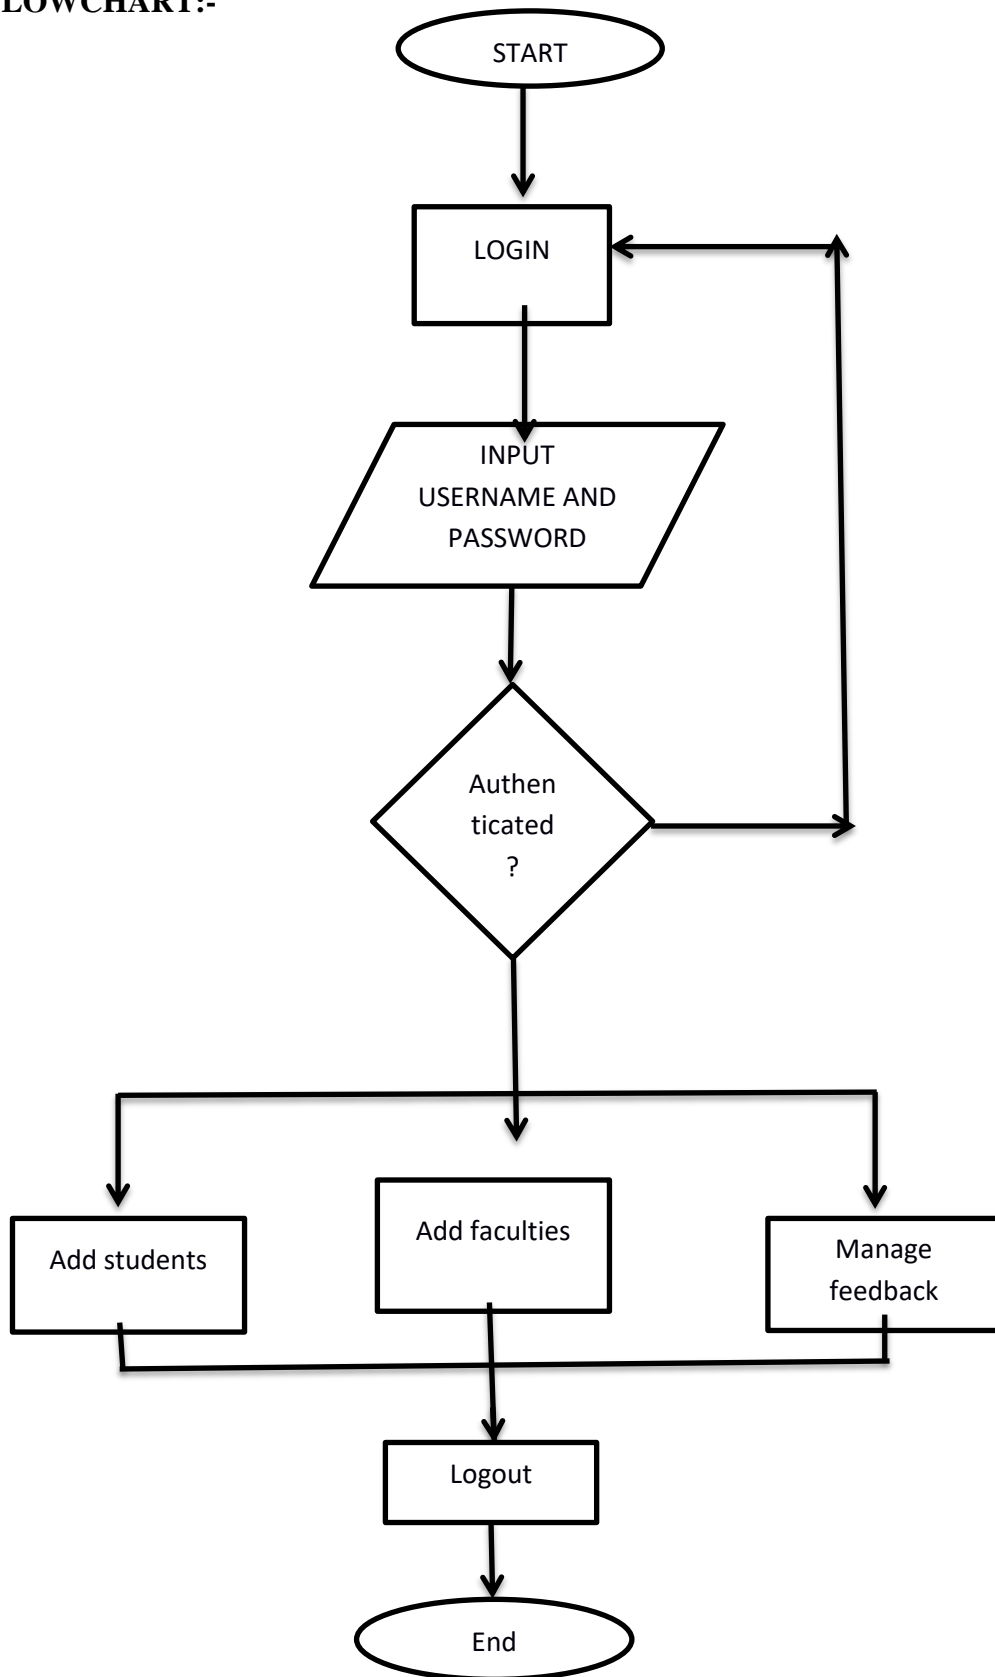 LOWCHART:-
START
LOGIN
INPUT
USERNAME AND
PASSWORD
Authen
ticated
?
Add students
Add faculties
Manage
feedback
Logout
End